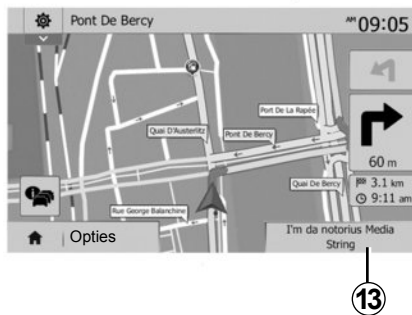 Pont De Bercy
AM 09:05
Port De La Rapée
Quai D'Austerlitz
Pont De Bercy
60 m
Quai De Bercy
3.1 km
9:11 am
Rue George Balanchine
Opties
I'm da notorius Media
String
13